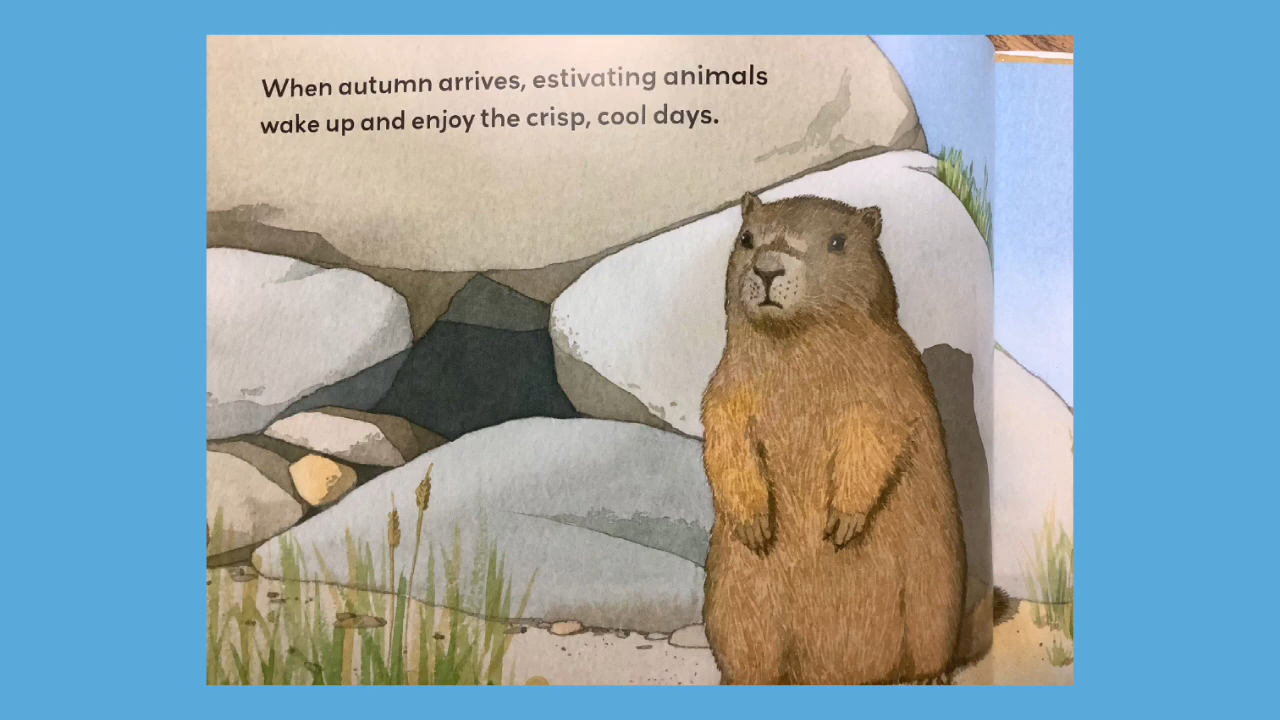 When autumn arrives, estivating animals
wake up and enjoy the crisp, cool days.